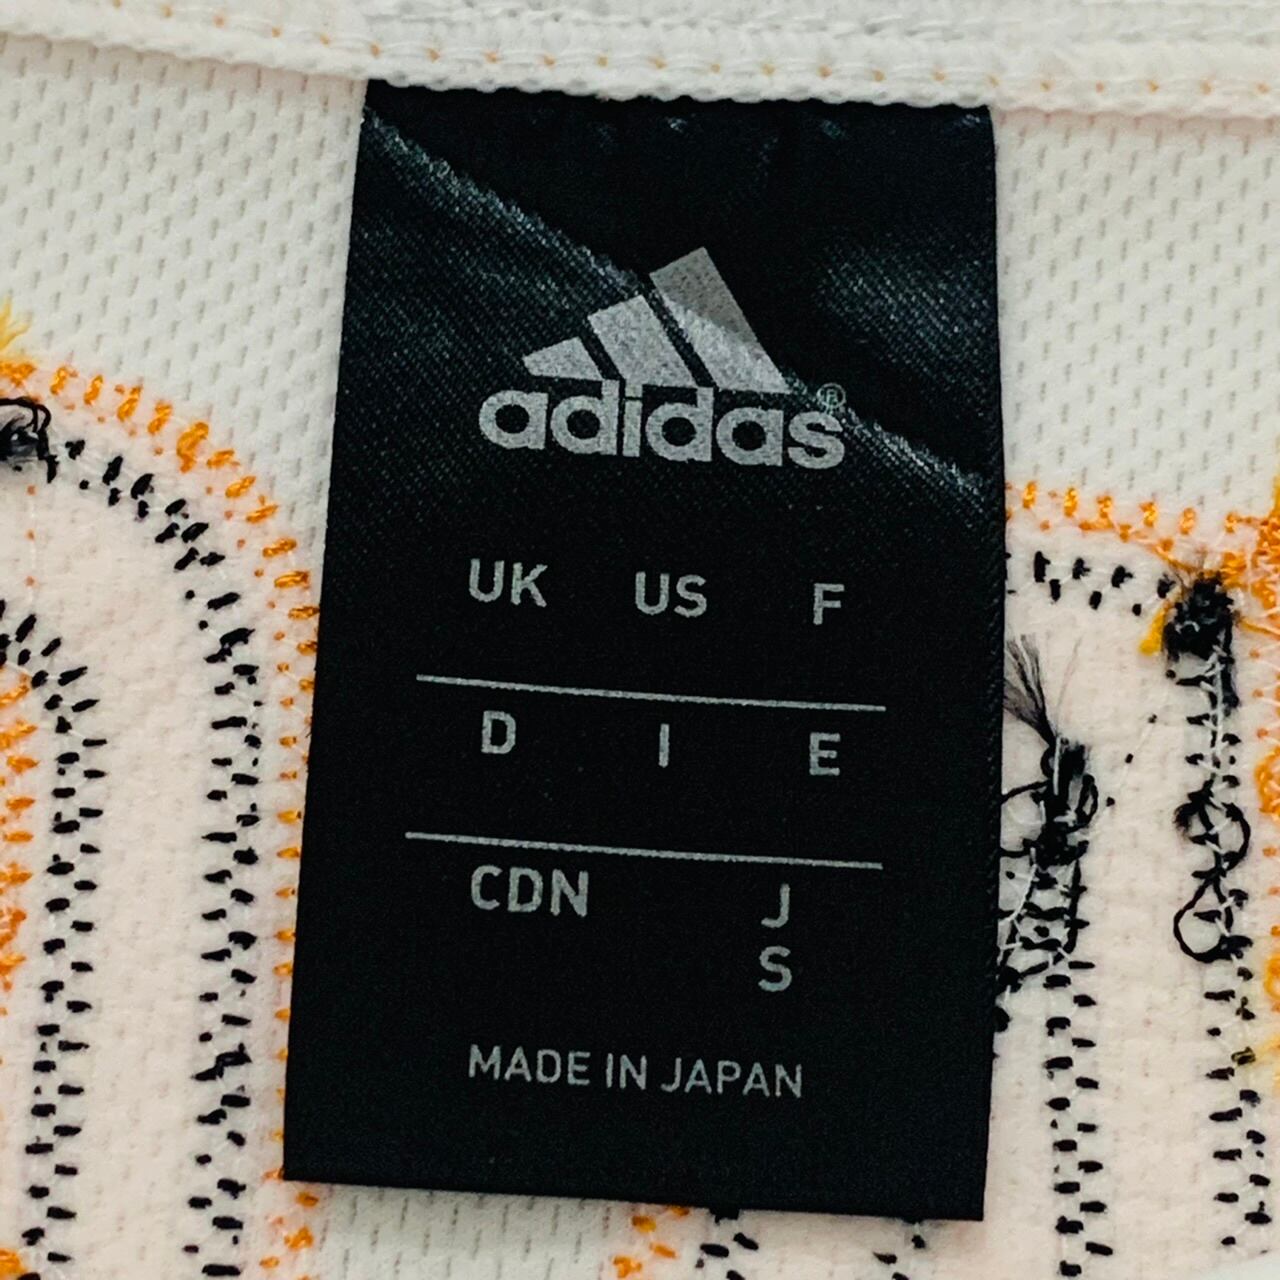 adidas®
UK US F
D I E
CDN J
S
MADE IN JAPAN